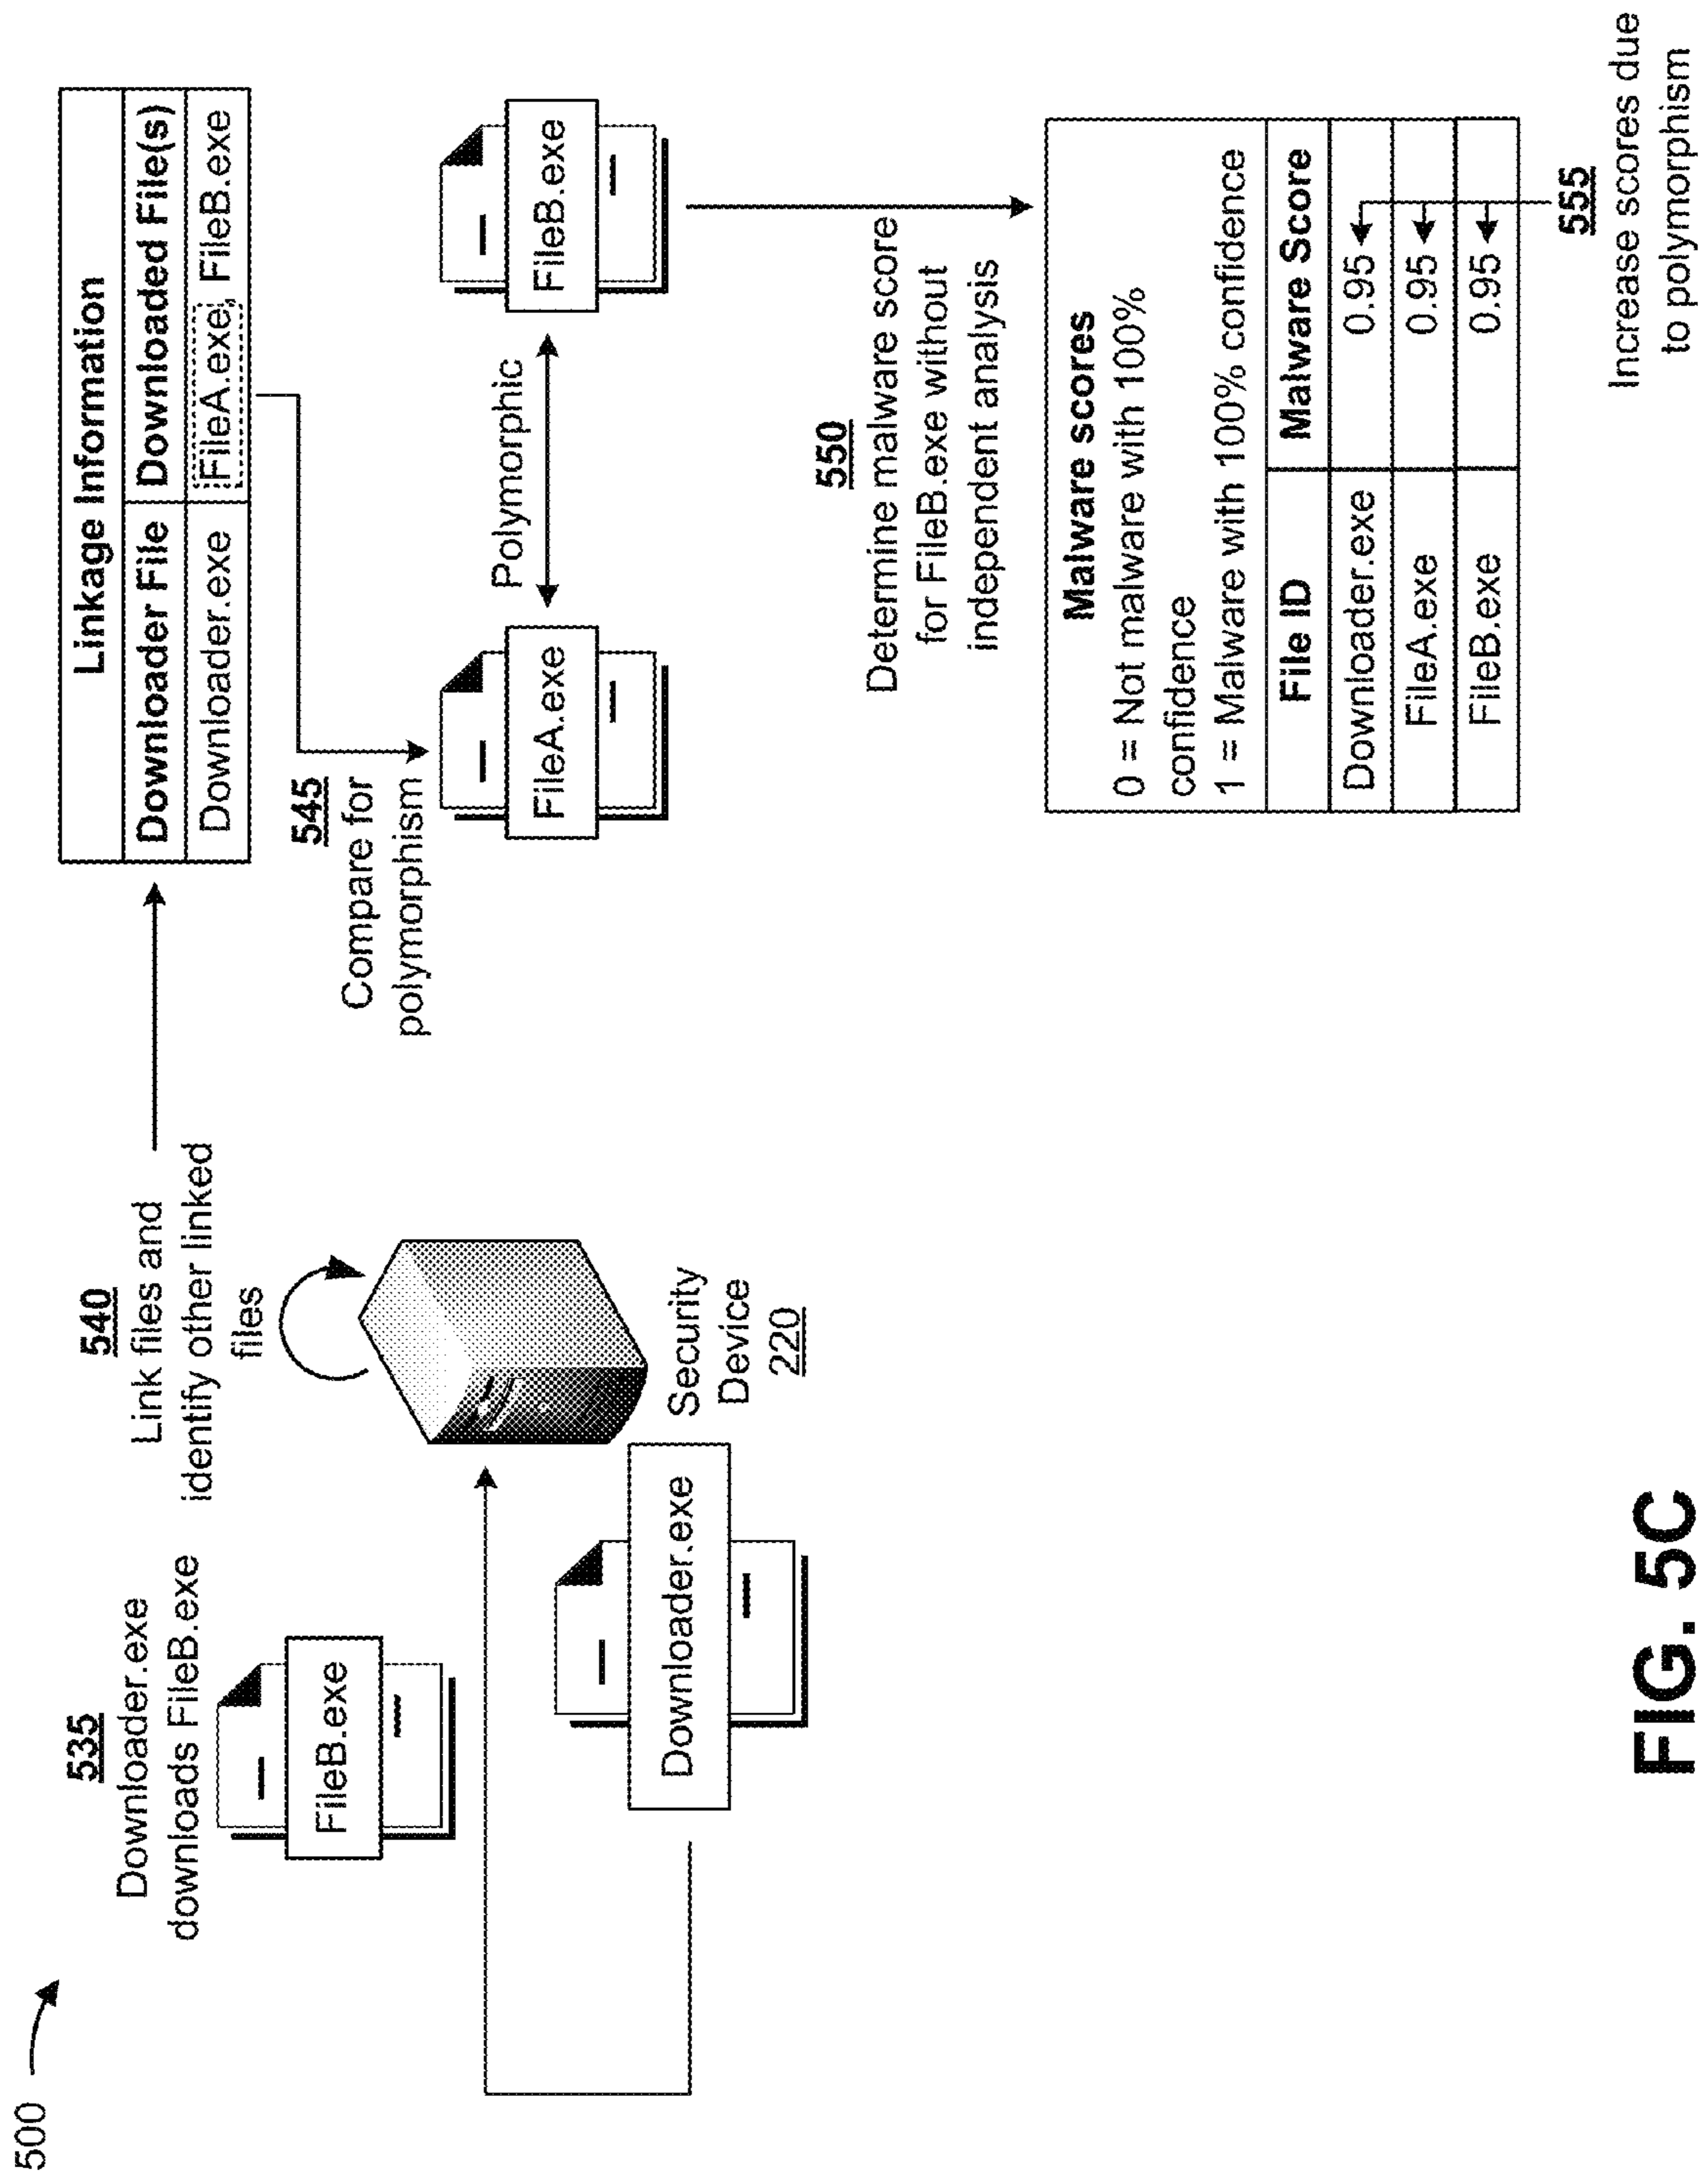 500
535
Downloader.exe
downloads FileB.exe
FileB.exe
Downloader.exe
540
Link files and
identify other linked
files
Security
Device
220
Linkage Information
Downloader File Downloaded File(s)
Downloader.exe FileA.exe, FileB.exe
545
Compare for
polymorphism
FileA.exe
Polymorphic
FileB.exe
550
Determine malware score
for FileB.exe without
independent analysis
Malware scores
0 = Not malware with 100%
confidence
1 = Malware with 100% confidence
File ID Malware Score
Downloader.exe 0.95
FileA.exe 0.95
FileB.exe 0.95
555
Increase scores due
to polymorphism
FIG. 5C